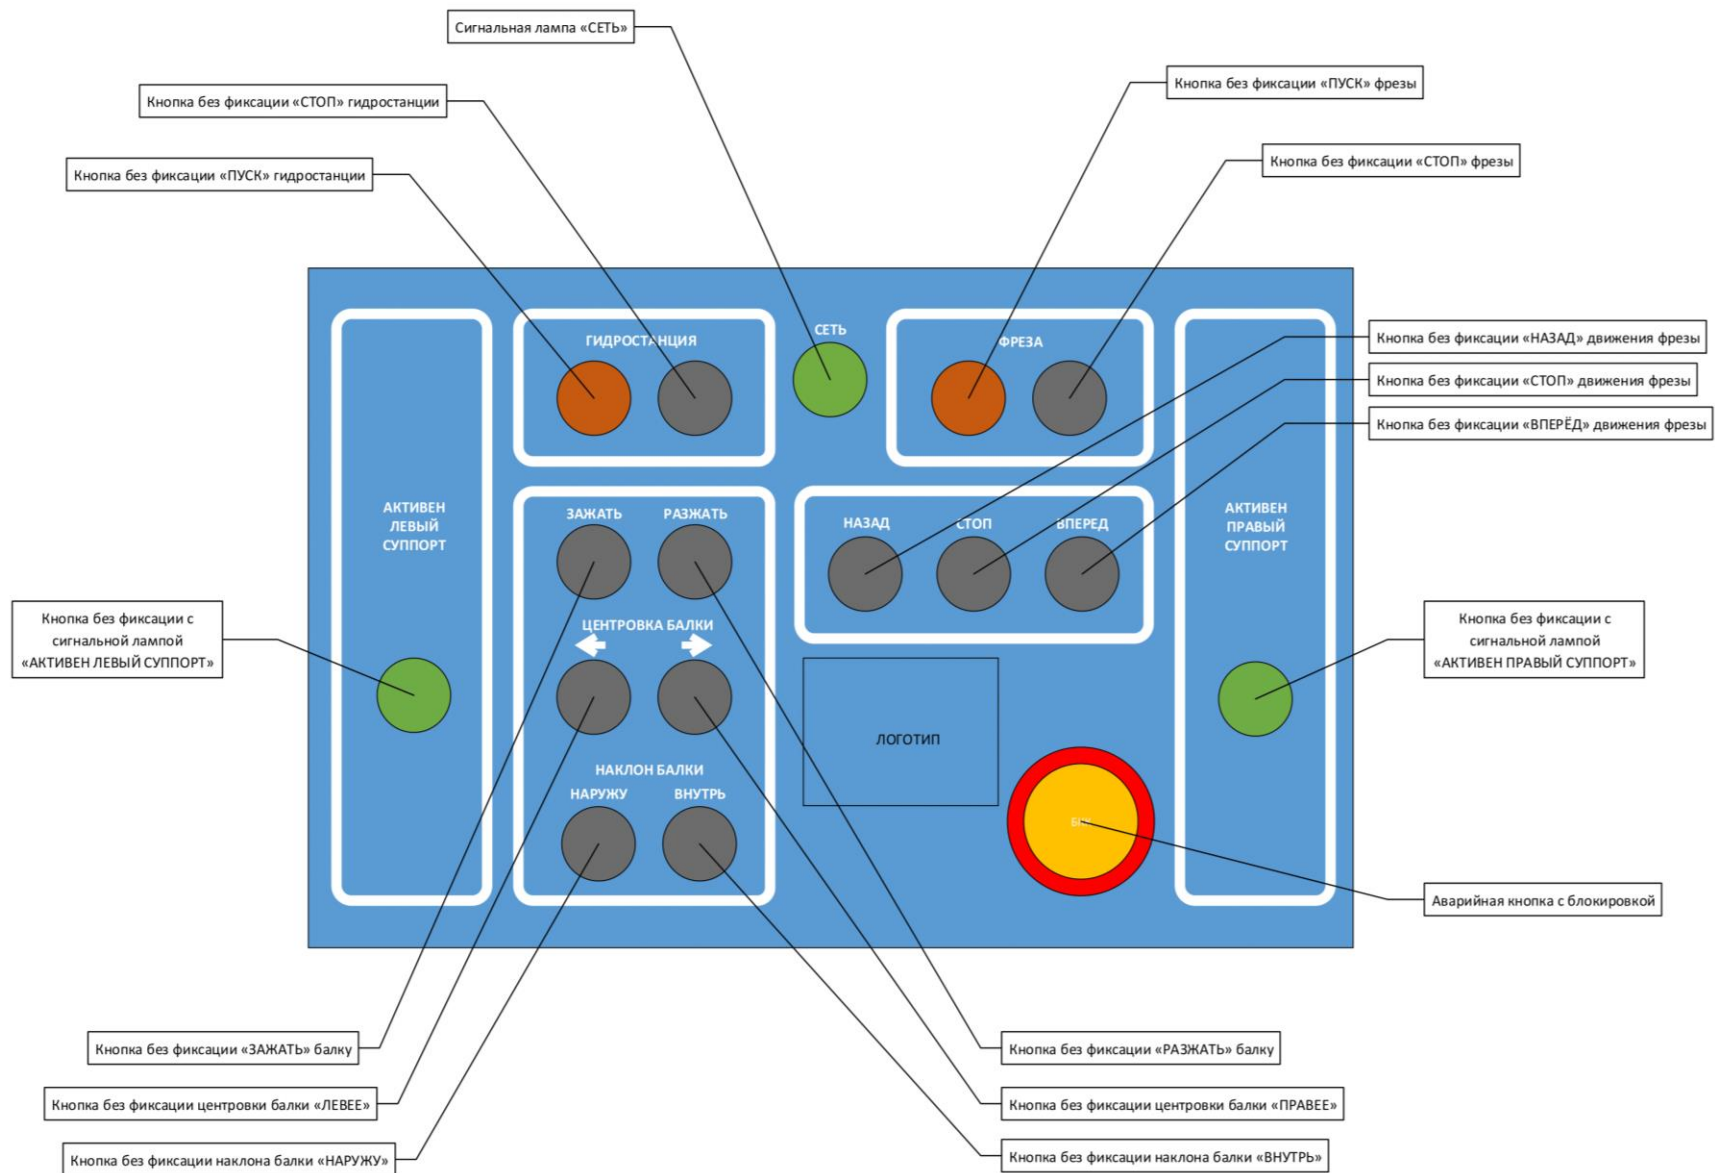 Сигнальная лампа «СЕТЬ»
Кнопка без фиксации «СТОП» гидростанции
Кнопка без фиксации «ПУСК» гидростанции
Кнопка без фиксации «ПУСК» фрезы
Кнопка без фиксации «СТОП» фрезы
Кнопка без фиксации «НАЗАД» движения фрезы
Кнопка без фиксации «СТОП» движения фрезы
Кнопка без фиксации «ВПЕРЁД» движения фрезы
ГИДРОСТАНЦИЯ
СЕТЬ
ФРЕЗА
АКТИВЕН
ЛЕВЫЙ
СУППОРТ
ЗАЖАТЬ
РАЗЖАТЬ
НАЗАД
СТОП
ВПЕРЕД
АКТИВЕН
ПРАВЫЙ
СУППОРТ
Кнопка без фиксации с
сигнальной лампой
«АКТИВЕН ЛЕВЫЙ СУППОРТ»
ЦЕНТРОВКА БАЛКИ
Кнопка без фиксации с
сигнальной лампой
«АКТИВЕН ПРАВЫЙ СУППОРТ»
ЛОГОТИП
НАКЛОН БАЛКИ
НАРУЖУ
ВНУТРЬ
Аварийная кнопка с блокировкой
Кнопка без фиксации «ЗАЖАТЬ» балку
Кнопка без фиксации «РАЗЖАТЬ» балку
Кнопка без фиксации центровки балки «ЛЕВЕЕ»
Кнопка без фиксации центровки балки «ПРАВЕЕ»
Кнопка без фиксации наклона балки «НАРУЖУ»
Кнопка без фиксации наклона балки «ВНУТРЬ»